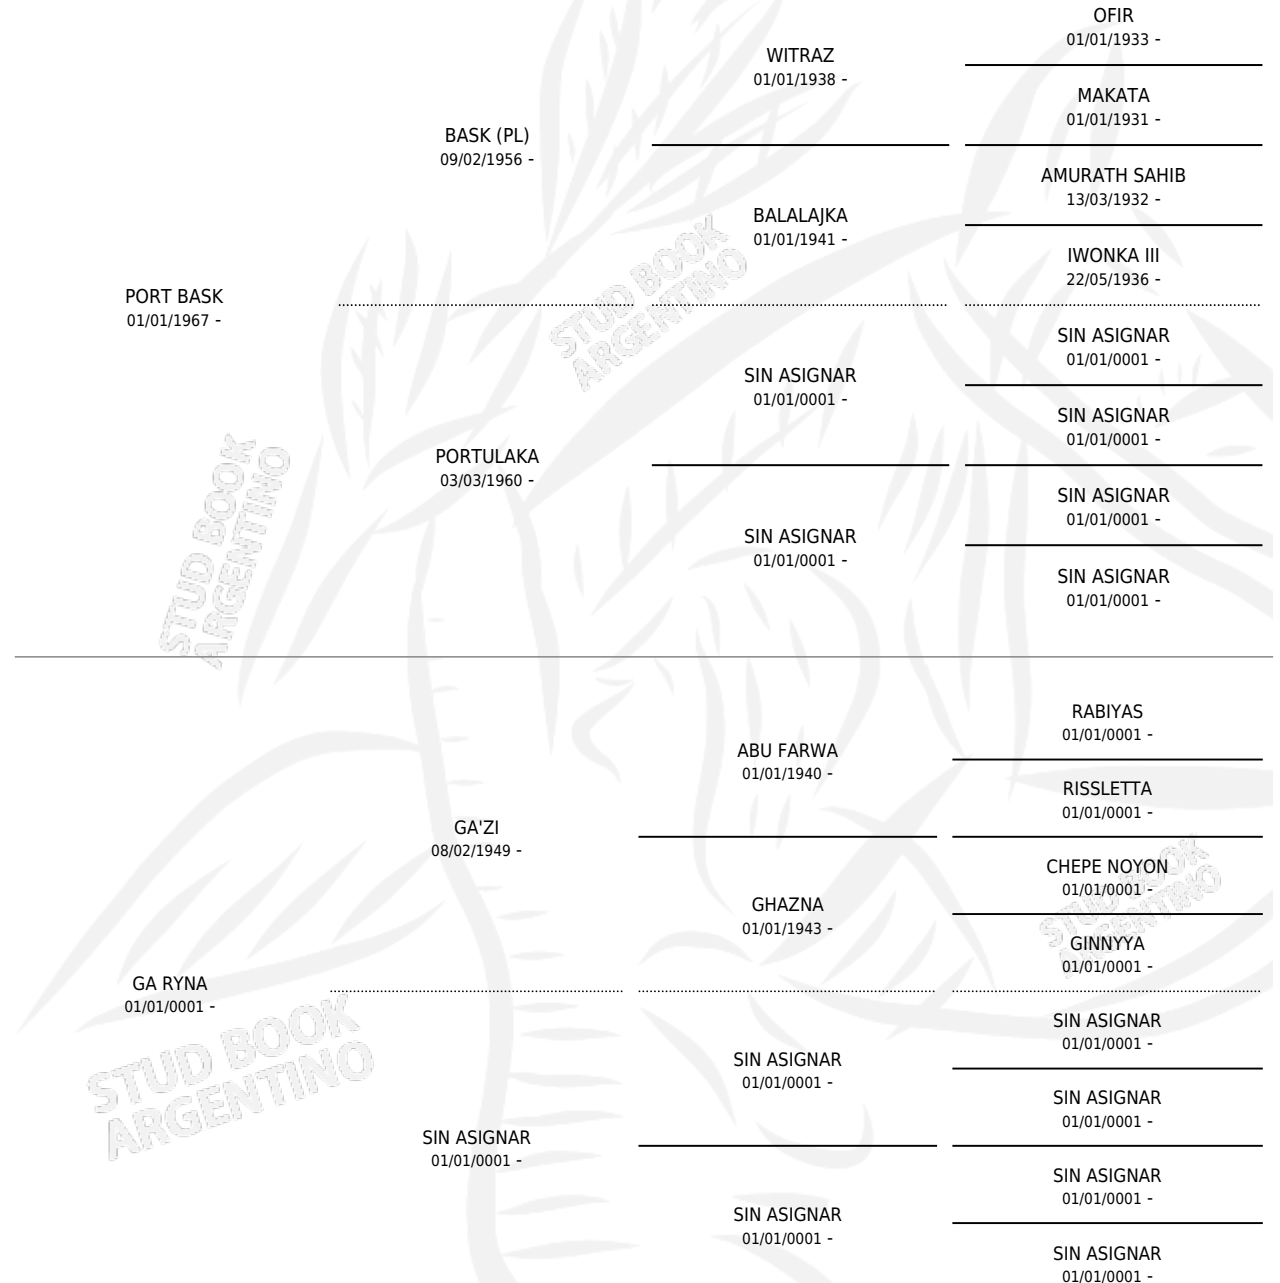 OFIR
01/01/1933 -
WITRAZ
01/01/1938 -
MAKATA
01/01/1931 -
BASK (PL)
09/02/1956 -
AMURATH SAHIB
13/03/1932 -
BALALAJKA
01/01/1941 -
IWONKA III
22/05/1936 -
PORT BASK
01/01/1967 -
STUD BOOK
ARGENTINO
SIN ASIGNAR
01/01/0001 -
SIN ASIGNAR
01/01/0001 -
SIN ASIGNAR
01/01/0001 -
PORTULAKA
03/03/1960 -
SIN ASIGNAR
01/01/0001 -
SIN ASIGNAR
01/01/0001 -
SIN ASIGNAR
01/01/0001 -
STUD BOOK
ARGENTINO
RABIYAS
01/01/0001 -
ABU FARWA
01/01/1940 -
RISSLETTA
01/01/0001 -
GA'ZI
08/02/1949 -
CHEPE NOYON
01/01/0001 -
GHAZNA
01/01/1943 -
GINNYYA
01/01/0001 -
STUD BOOK
ARGENTINO
GA RYNA
01/01/0001 -
STUD BOOK
ARGENTINO
SIN ASIGNAR
01/01/0001 -
SIN ASIGNAR
01/01/0001 -
SIN ASIGNAR
01/01/0001 -
SIN ASIGNAR
01/01/0001 -
SIN ASIGNAR
01/01/0001 -
SIN ASIGNAR
01/01/0001 -
SIN ASIGNAR
01/01/0001 -